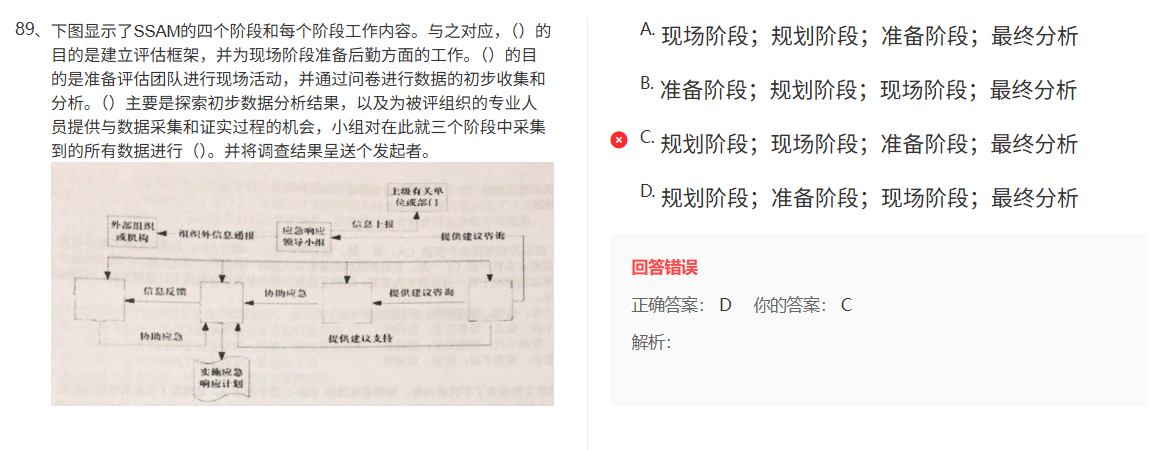 89、下图显示了SSAM的四个阶段和每个阶段工作内容。与之对应，（）的
目的是建立评估框架，并为现场阶段准备后勤方面的工作。（）的目
的是准备评估团队进行现场活动，并通过问卷进行数据的初步收集和
分析。（）主要是探索初步数据分析结果，以及为被评组织的专业人
员提供与数据采集和证实过程的机会，小组对在此就三个阶段中采集
到的所有数据进行（）。并将调查结果呈送个发起者。
上级有关单
位或部门
外部组织
或机构
组织外信息通报
应急响应
领导小组
信息上报
提供建议咨询
信息反馈
协助应急
提供建议咨询
协助应急
提供建议支持
实施应急
响应计划
A. 现场阶段；规划阶段；准备阶段；最终分析
B. 准备阶段；规划阶段；现场阶段；最终分析
C. 规划阶段；现场阶段；准备阶段；最终分析
D. 规划阶段；准备阶段；现场阶段；最终分析
回答错误
正确答案： D 你的答案： C
解析：